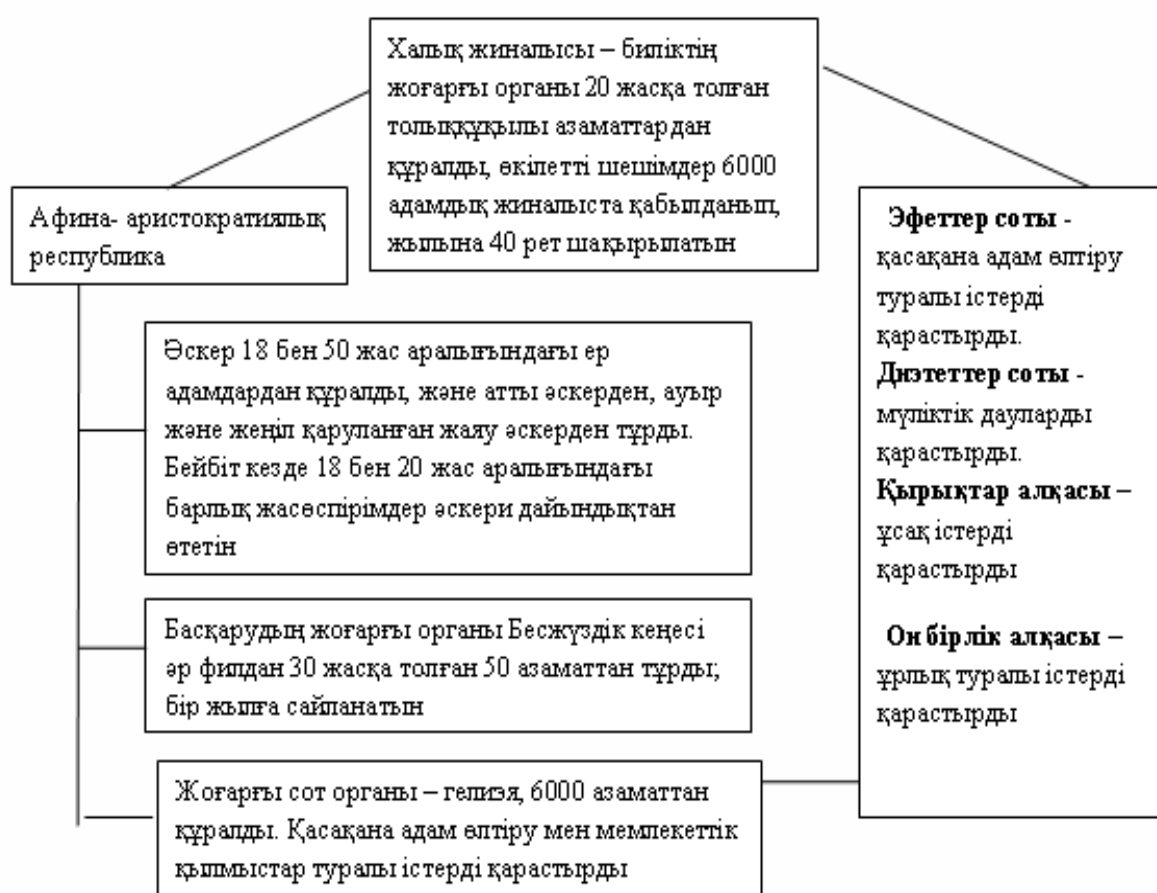 Халық жиналысы – биліктің
жоғарғы органы 20 жасқа толған
толыққұқылы азаматтардан
құралды, өкілетті шешімдер 6000
адамдық жиналыста қабылданып,
жылына 40 рет шақырылатын
Афина- аристократиялық
республика
Эфеттер соты -
қасақана адам өлтіру
туралы істерді
қарастырды.
Диэтеттер соты -
мүліктік дауларды
қарастырды.
Қырықтар алқасы –
ұсақ істерді
қарастырды
Он бірлік алқасы –
ұрлық туралы істерді
қарастырды
Әскер 18 бен 50 жас аралығындағы ер
адамдардан құралды, және атты әскерден, ауыр
және жеңіл қаруланған жаяу әскерден тұрды.
Бейбіт кезде 18 бен 20 жас аралығындағы
барлық жасөспірімдер әскери дайындықтан
өтетін
Басқарудың жоғарғы органы Бесжүздік кеңесі
әр филдан 30 жасқа толған 50 азаматтан тұрды;
бір жылға сайланатын
Жоғарғы сот органы – гелиэя, 6000 азаматтан
құралды. Қасақана адам өлтіру мен мемлекеттік
қылмыстар туралы істерді қарастырды